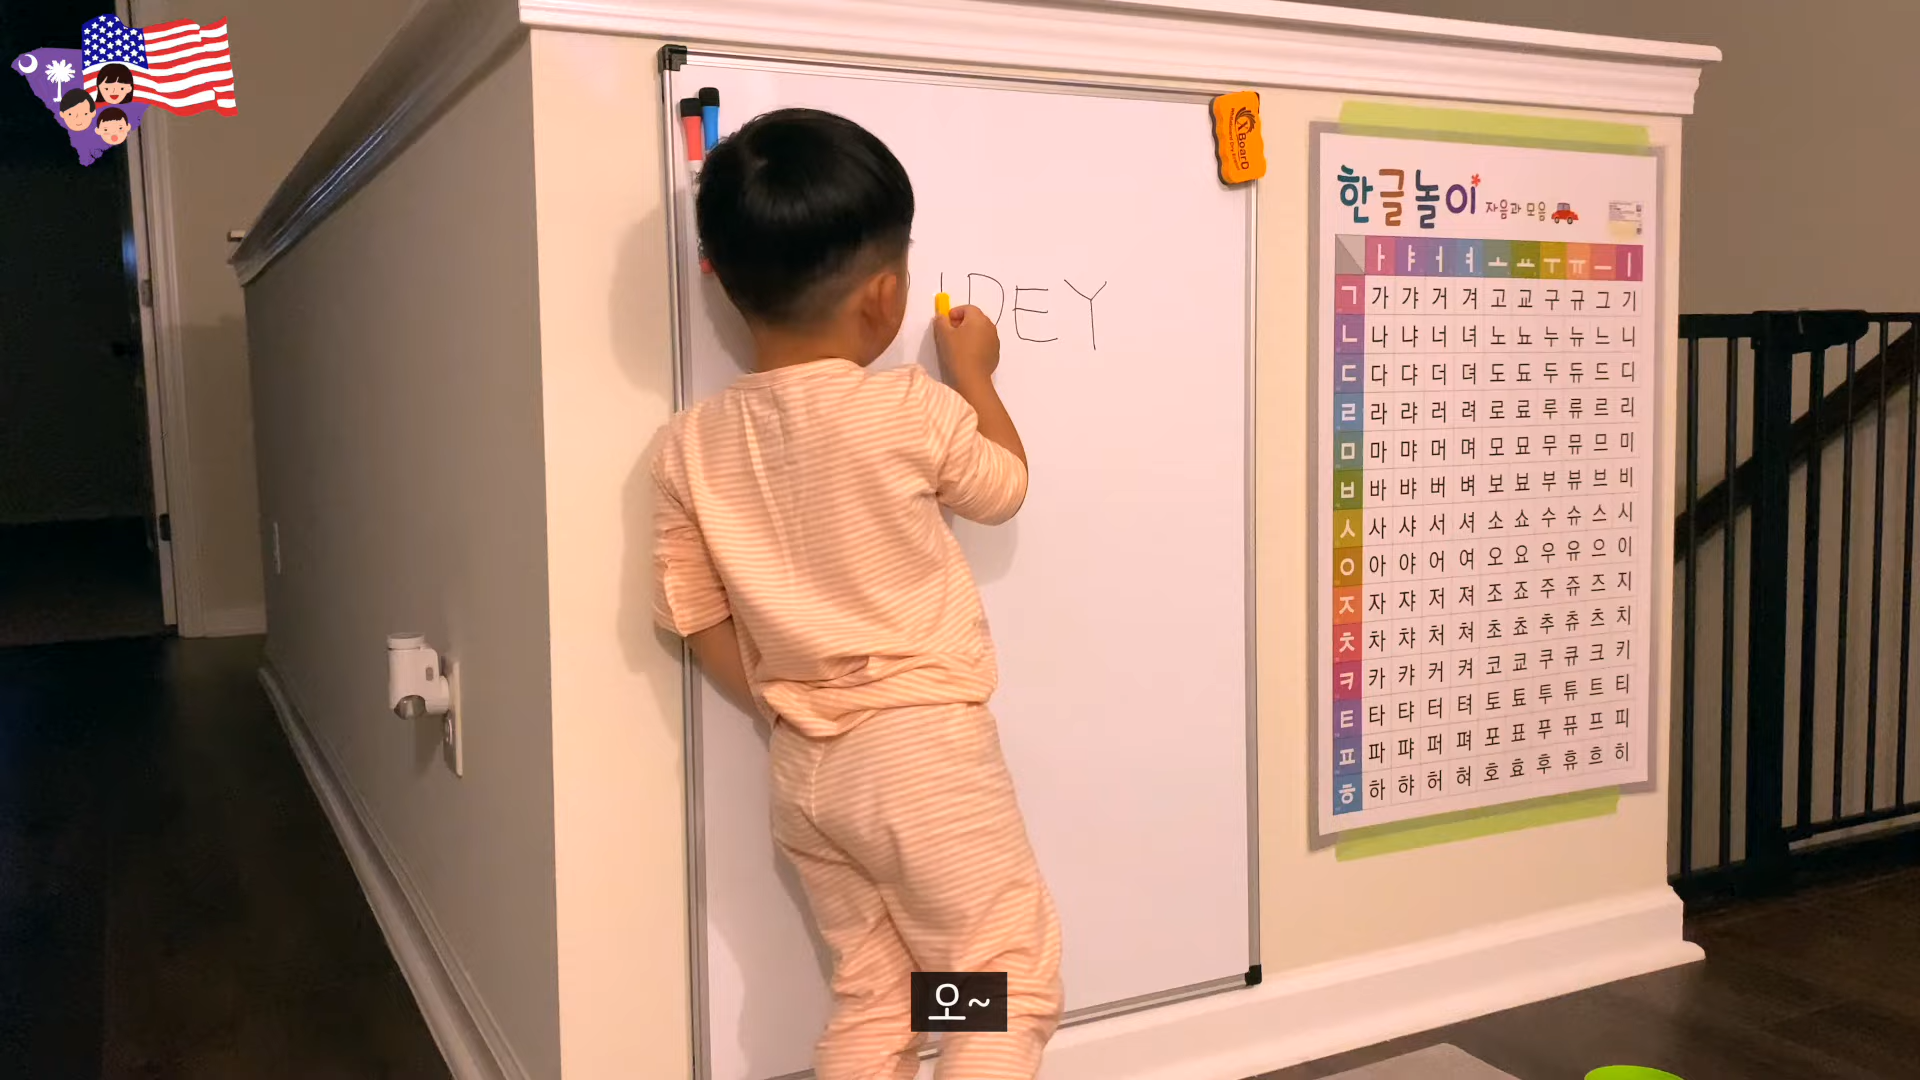 IDEY
XBoarD
한글놀이 자음과 모음
ㅏ ㅑ ㅓ ㅕ ㅗ ㅛ ㅜ ㅠ ㅡ ㅣ
ㄱ 가 갸 거 겨 고 교 구 규 그 기
ㄴ 나 냐 너 녀 노 뇨 누 뉴 느 니
ㄷ 다 댜 더 뎌 도 됴 두 듀 드 디
ㄹ 라 랴 러 려 로 료 루 류 르 리
ㅁ 마 먀 머 며 모 묘 무 뮤 므 미
ㅂ 바 뱌 버 벼 보 뵤 부 뷰 브 비
ㅅ 사 샤 서 셔 소 쇼 수 슈 스 시
ㅇ 아 야 어 여 오 요 우 유 으 이
ㅈ 자 쟈 저 져 조 죠 주 쥬 즈 지
ㅊ 차 챠 처 쳐 초 쵸 추 츄 츠 치
ㅋ 카 캬 커 켜 코 쿄 쿠 큐 크 키
ㅌ 타 탸 터 텨 토 툐 투 튜 트 티
ㅍ 파 퍄 퍼 펴 포 표 푸 퓨 프 피
ㅎ 하 햐 허 혀 호 효 후 휴 흐 히
오~